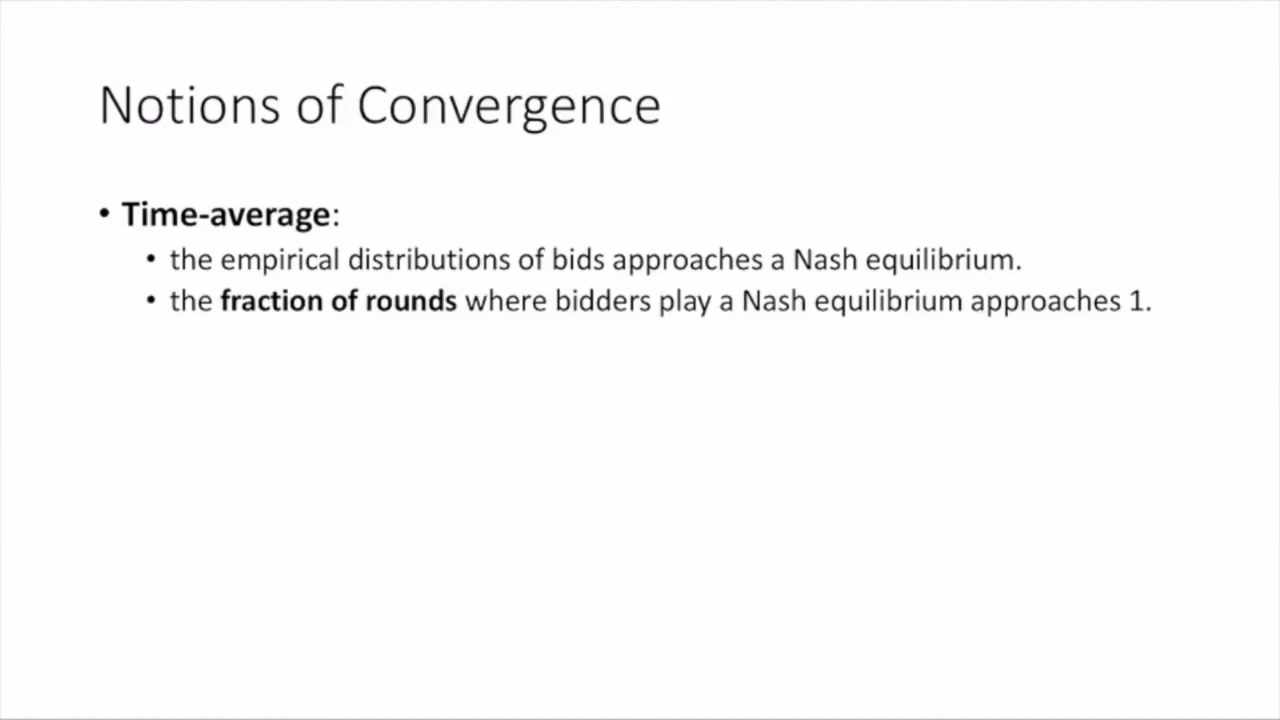 Notions of Convergence
• Time-average:
• the empirical distributions of bids approaches a Nash equilibrium.
• the fraction of rounds where bidders play a Nash equilibrium approaches 1.